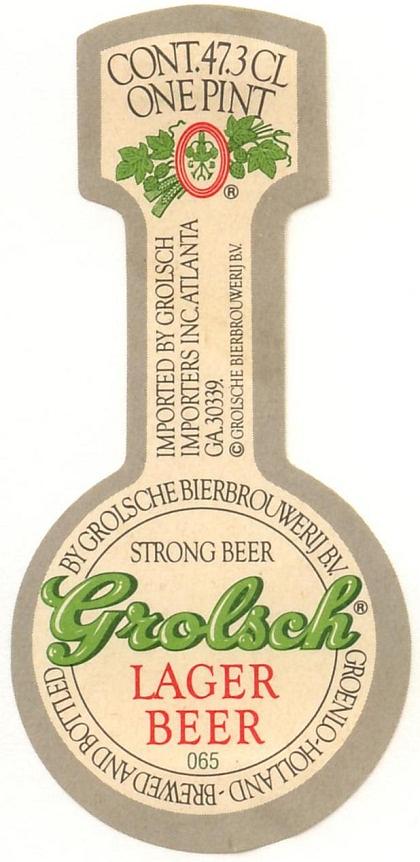 CONT.47.3 CL
ONE PINT
®
IMPORTED BY GROLSCH
IMPORTERS INC.ATLANTA
GA.30339.
© GROLSCHE BIERBROUWERIJ B.V.
BREWED AND BOTTLED BY GROLSCHE BIERBROUWERIJ B.V. GROENLO-HOLLAND -
STRONG BEER
Grolsch®
LAGER
BEER
065